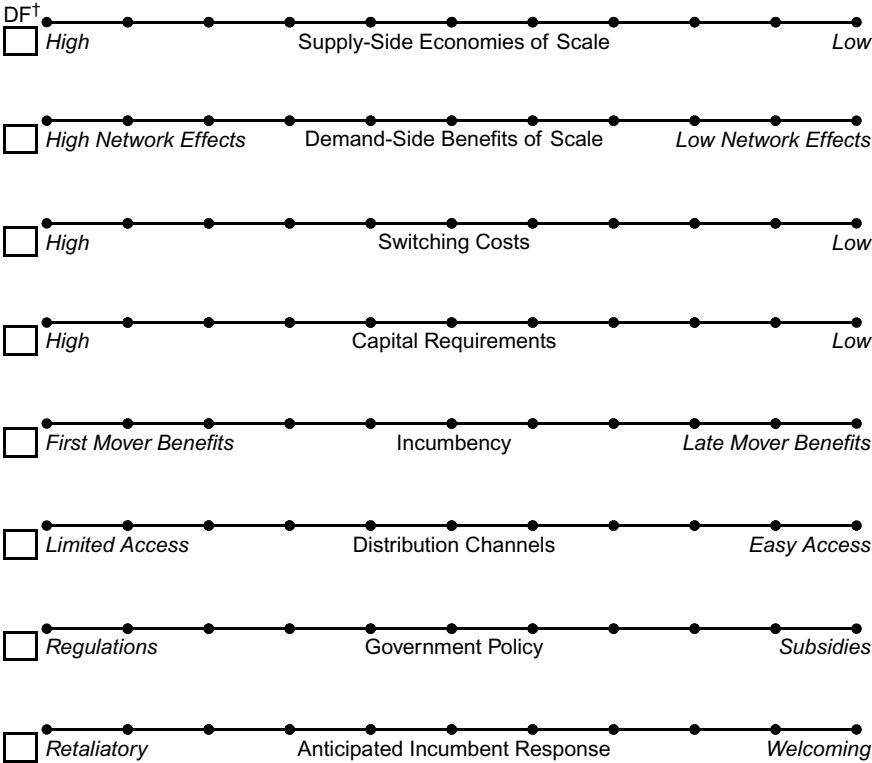 DF†
High Supply-Side Economies of Scale Low
High Network Effects Demand-Side Benefits of Scale Low Network Effects
High Switching Costs Low
High Capital Requirements Low
First Mover Benefits Incumbency Late Mover Benefits
Limited Access Distribution Channels Easy Access
Regulations Government Policy Subsidies
Retaliatory Anticipated Incumbent Response Welcoming